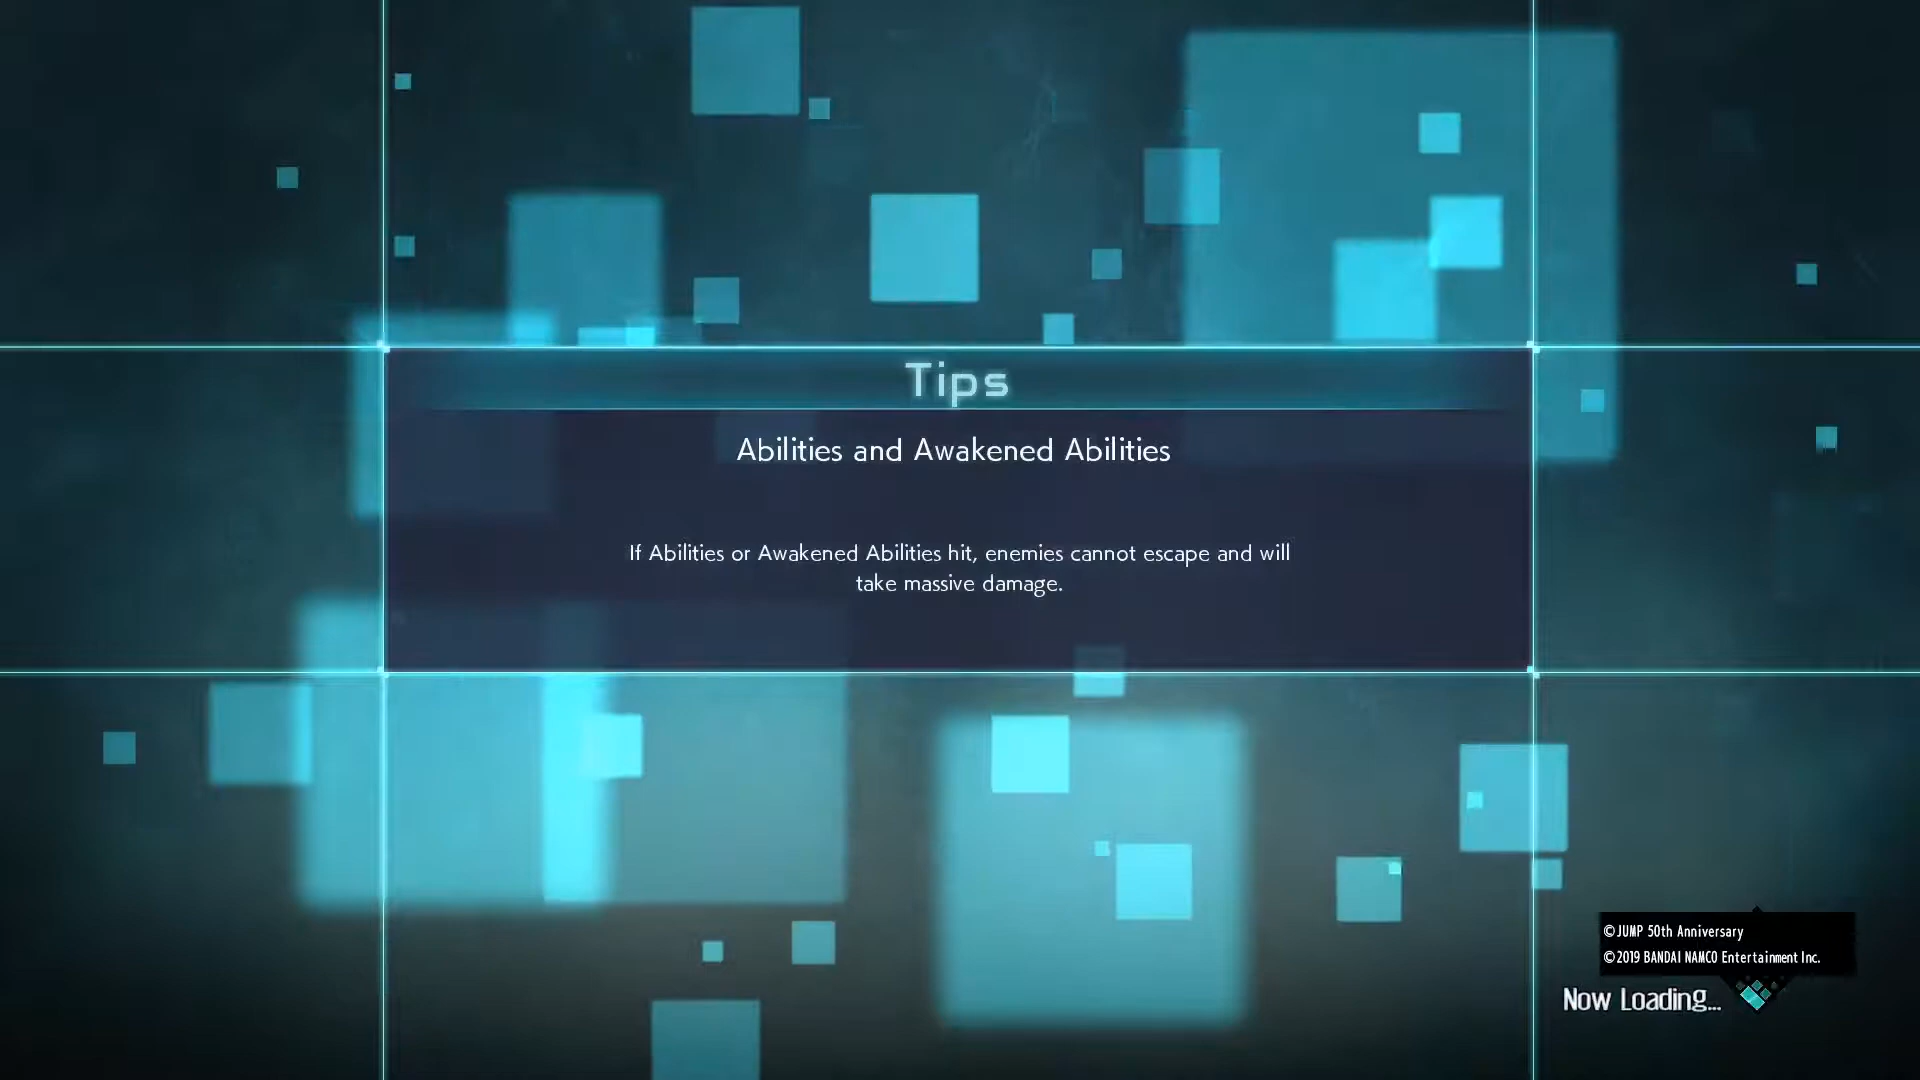 Tips
Abilities and Awakened Abilities
If Abilities or Awakened Abilities hit, enemies cannot escape and will
take massive damage.
©JUMP 50th Anniversary
©2019 BANDAI NAMCO Entertainment Inc.
Now Loading...